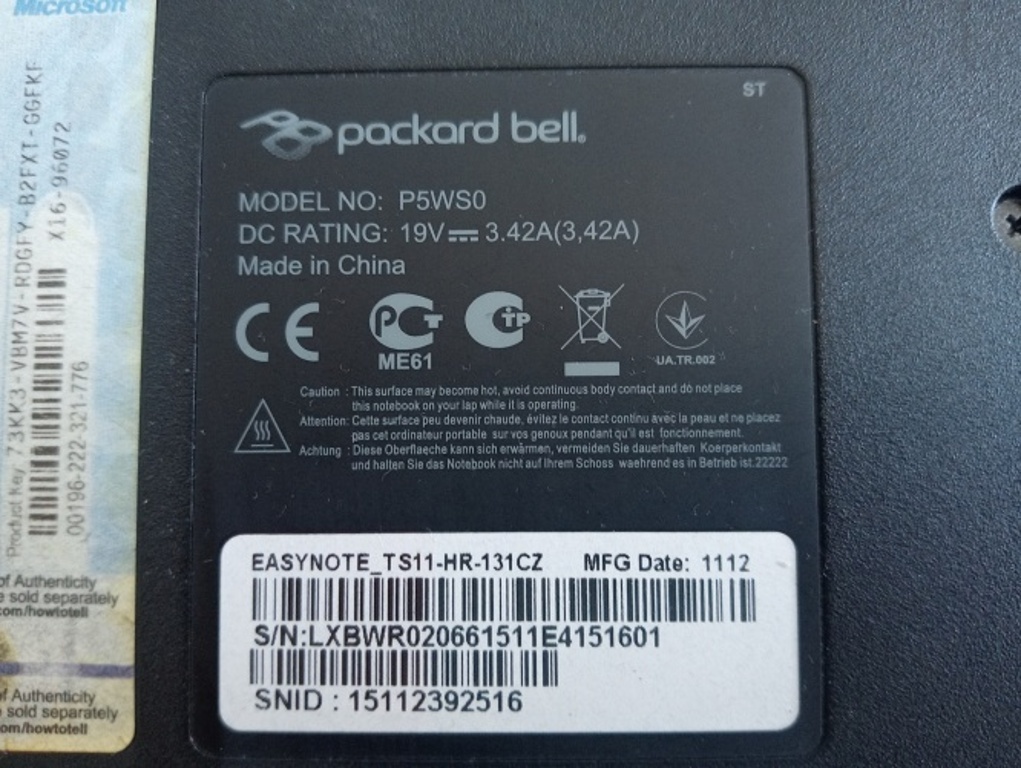 Microsoft
Product Key 73KK3-VBM7V-RDGFY-B2FXT-GGFKF
X16-96072
00196-222-321-776
of Authenticity
sold separately
com/howtotell
of Authenticity
sold separately
om/howtotell
ST
packard bell®
MODEL NO: P5WS0
DC RATING: 19V 3.42A(3,42A)
Made in China
CE PCT TP
ME61
UA.TR.002
Caution : This surface may become hot, avoid continuous body contact and do not place
this notebook on your lap while it is operating.
Attention: Cette surface peu devenir chaude, évitez le contact continu avec la peau et ne placez
pas cet ordinateur portable sur vos genoux pendant qu'il est fonctionnement.
Achtung : Diese Oberflaeche kann sich erwärmen, vermeiden Sie dauerhaften Koerperkontakt
und halten Sie das Notebook nicht auf Ihrem Schoss waehrend es in Betrieb ist.22222
EASYNOTE_TS11-HR-131CZ MFG Date: 1112
S/N:LXBWR020661511E4151601
SNID : 15112392516